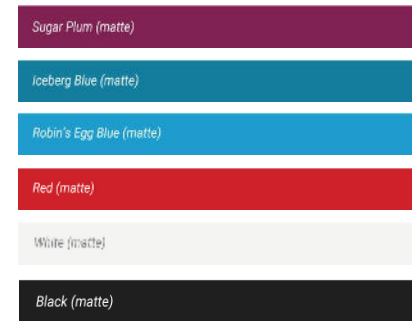 Sugar Plum (matte)
Iceberg Blue (matte)
Robin's Egg Blue (matte)
Red (matte)
White (matte)
Black (matte)